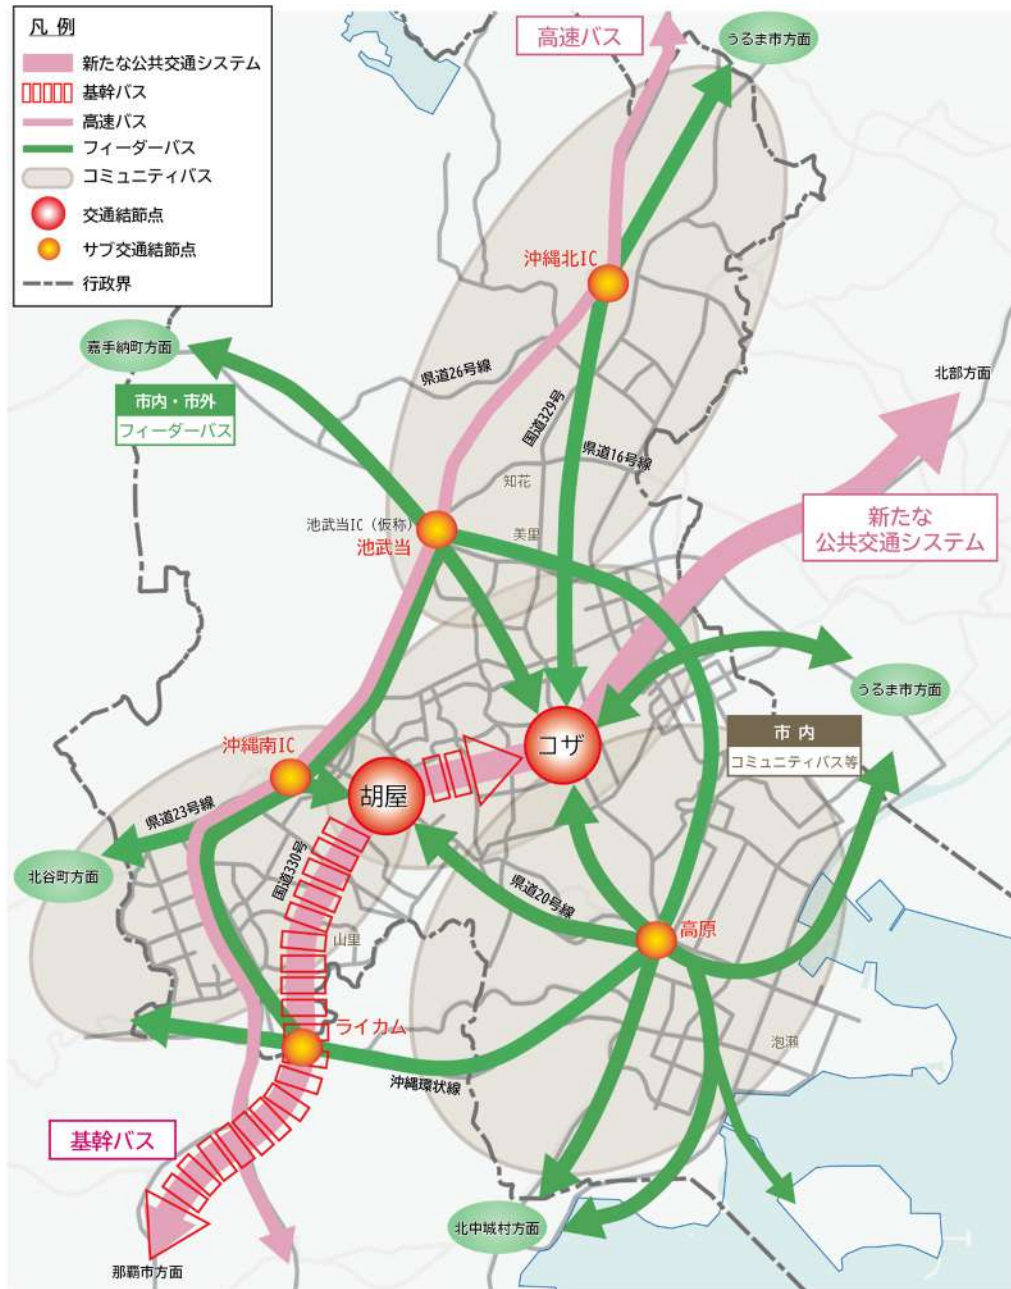 凡 例
新たな公共交通システム
基幹バス
高速バス
フィーダーバス
コミュニティバス
交通結節点
サブ交通結節点
行政界
高速バス
うるま市方面
沖縄北IC
嘉手納町方面
県道26号線
北部方面
市内・市外
フィーダーバス
国道329号
県道16号線
知花
池武当IC（仮称）
池武当
美里
新たな
公共交通システム
うるま市方面
沖縄南IC
コザ
市 内
コミュニティバス等
胡屋
県道23号線
北谷町方面
国道330号
県道20号線
山里
高原
ライカム
泡瀬
沖縄環状線
基幹バス
北中城村方面
那覇市方面